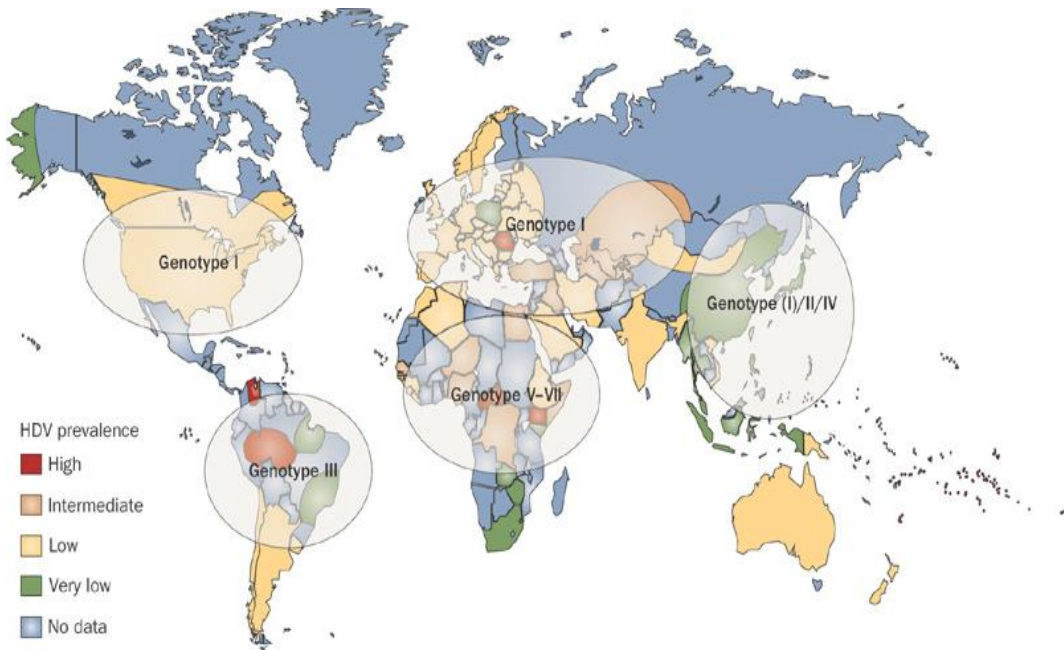 Genotype I
Genotype I
Genotype (I)/II/IV
Genotype V–VII
Genotype III
HDV prevalence
High
Intermediate
Low
Very low
No data